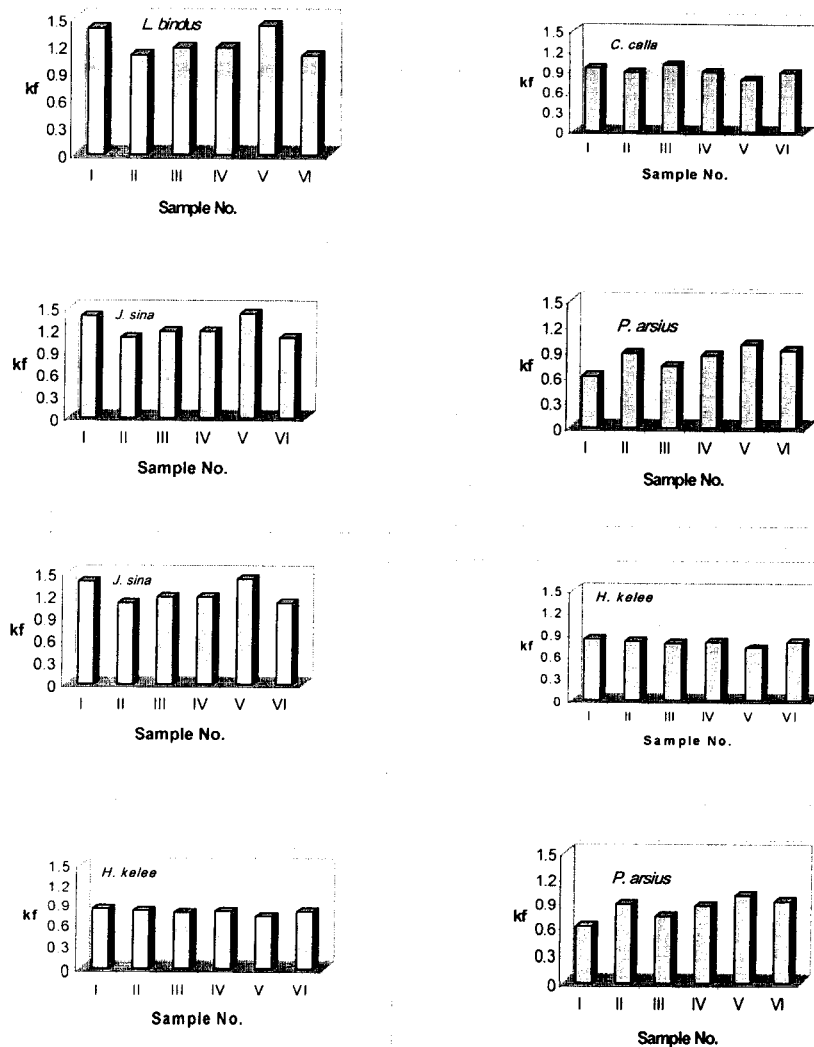 L. bindus
1.5
1.2
0.9
kf
0.6
0.3
0
I II III IV V VI
Sample No.
C. calla
1.5
1.2
0.9
kf
0.6
0.3
0
I II III IV V VI
Sample No.
J. sina
1.5
1.2
0.9
kf
0.6
0.3
0
I II III IV V VI
Sample No.
P. arsius
1.5
1.2
0.9
kf
0.6
0.3
0
I II III IV V VI
Sample No.
J. sina
1.5
1.2
0.9
kf
0.6
0.3
0
I II III IV V VI
Sample No.
H. kelee
1.5
1.2
0.9
kf
0.6
0.3
0
I II III IV V VI
Sample No.
H. kelee
1.5
1.2
0.9
kf
0.6
0.3
0
I II III IV V VI
Sample No.
P. arsius
1.5
1.2
0.9
kf
0.6
0.3
0
I II III IV V VI
Sample No.